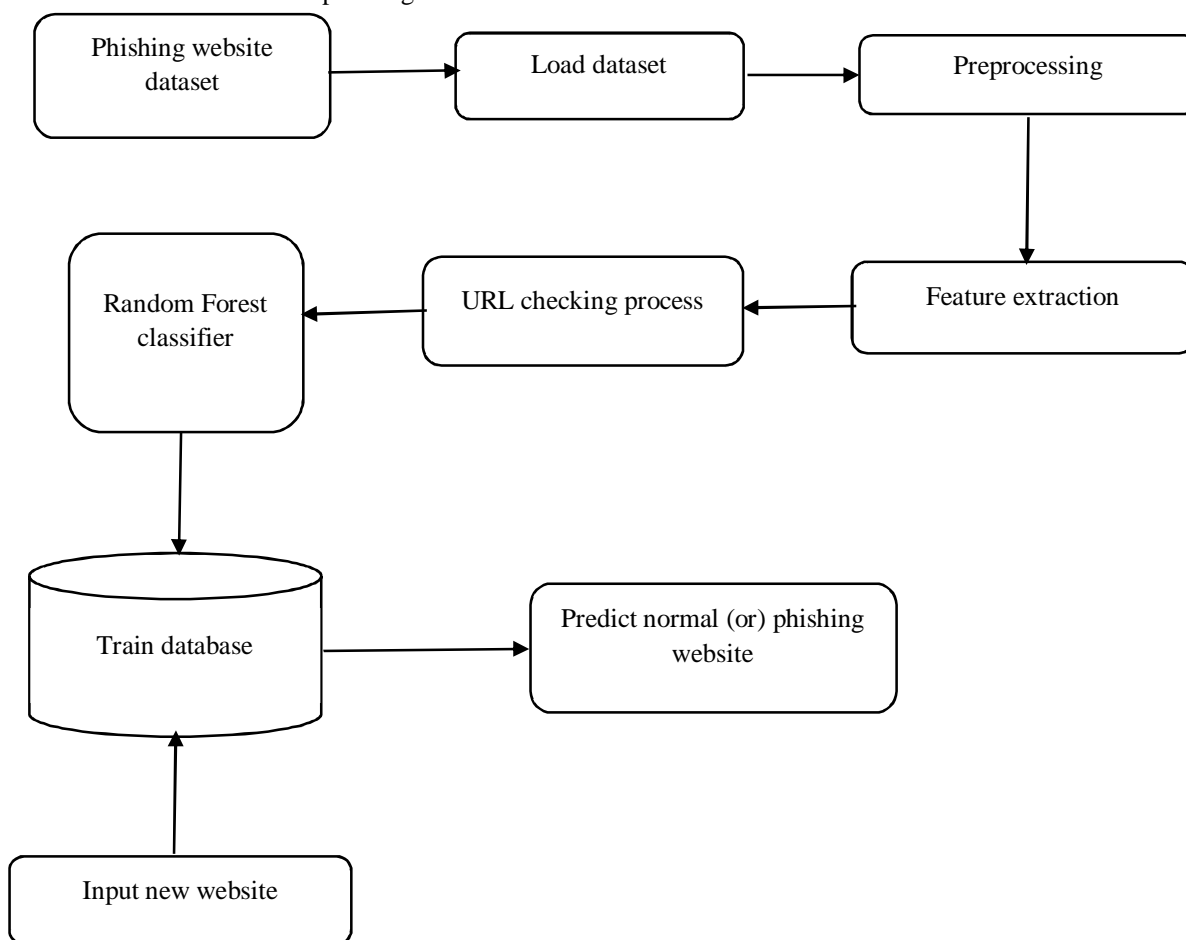 Phishing website
dataset
Load dataset
Preprocessing
Feature extraction
URL checking process
Random Forest
classifier
Train database
Predict normal (or) phishing
website
Input new website